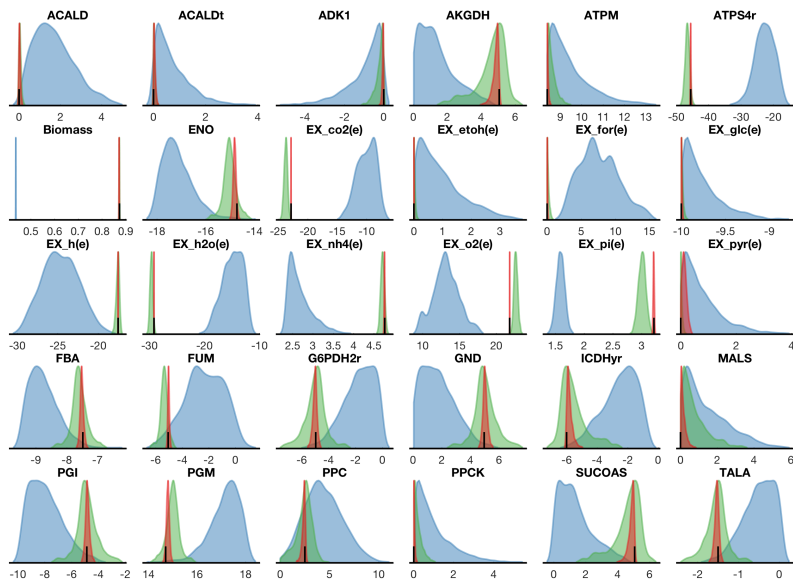 ACALD ACALDt ADK1 AKGDH ATPM ATPS4r
0 2 4 0 2 4 -4 -2 0 0 2 4 6 9 10 11 12 13 -50 -40 -30 -20
Biomass ENO EX_co2(e) EX_etoh(e) EX_for(e) EX_glc(e)
0.5 0.6 0.7 0.8 0.9 -18 -16 -14 -25 -20 -15 -10 0 1 2 3 0 5 10 15 -10 -9.5 -9
EX_h(e) EX_h2o(e) EX_nh4(e) EX_o2(e) EX_pi(e) EX_pyr(e)
-30 -25 -20 -30 -20 -10 2.5 3.5 4.5 10 15 20 1.5 2 2.5 3 0 2 4
FBA FUM G6PDH2r GND ICDHyr MALS
-9 -8 -7 -6 -4 -2 0 -6 -4 -2 0 0 2 4 6 -6 -4 -2 0 0 2 4 6
PGI PGM PPC PPCK SUCOAS TALA
-10 -8 -6 -4 -2 14 16 18 0 5 10 0 2 4 0 2 4 6 -2 -1 0